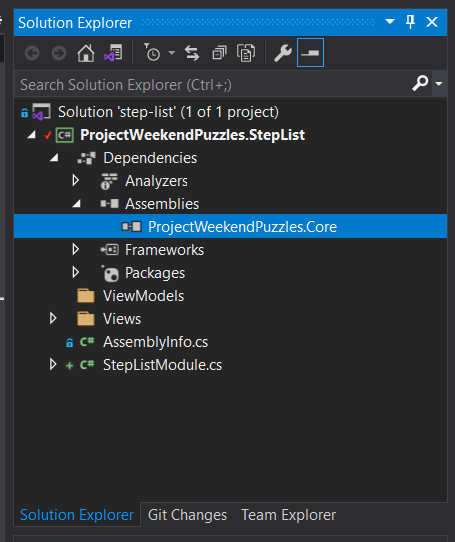 Solution Explorer
Search Solution Explorer (Ctrl+;)
Solution 'step-list' (1 of 1 project)
C# ProjectWeekendPuzzles.StepList
Dependencies
Analyzers
Assemblies
ProjectWeekendPuzzles.Core
Frameworks
Packages
ViewModels
Views
C# AssemblyInfo.cs
C# StepListModule.cs
Solution Explorer Git Changes Team Explorer